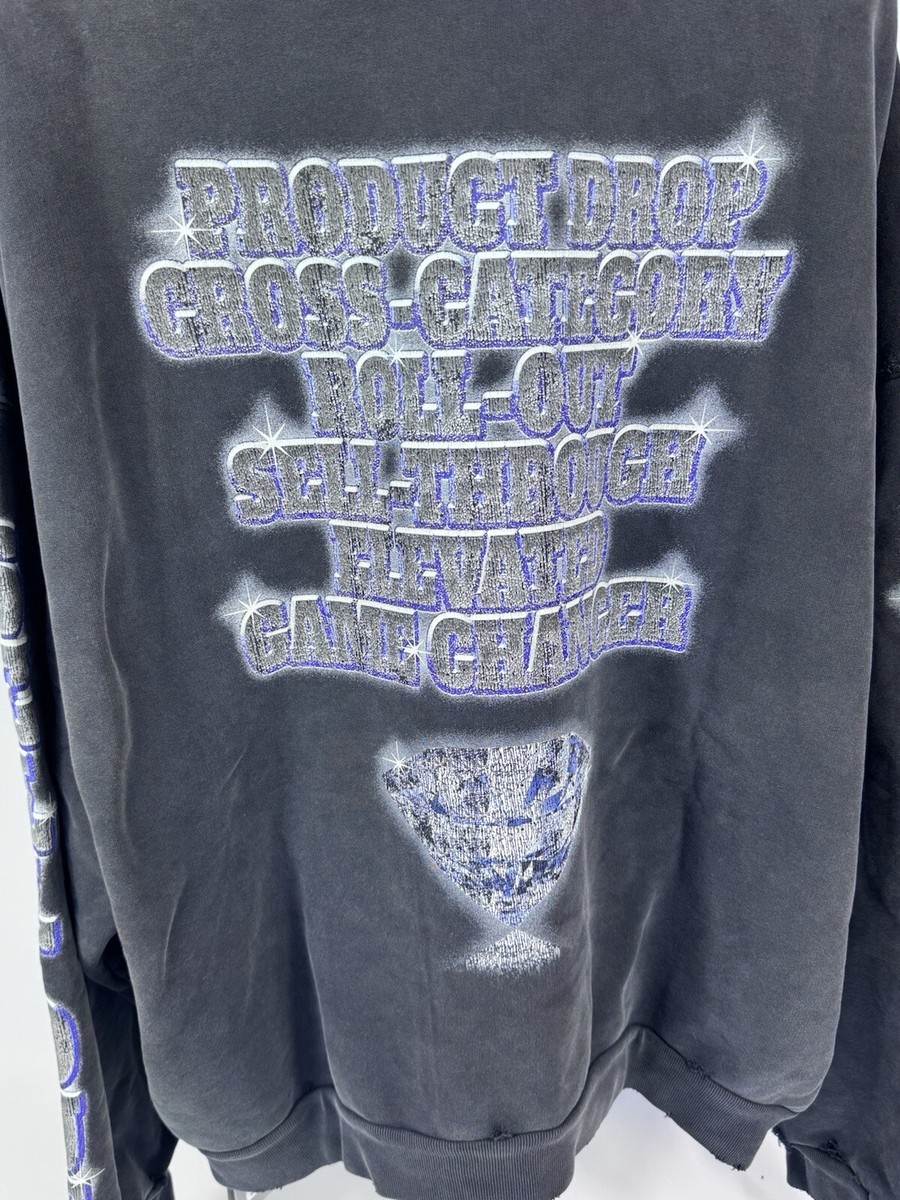 PRODUCT DROP
CROSS-CATEGORY
ROLL-OUT
SELL-THROUGH
ELEVATED
GAME CHANGER